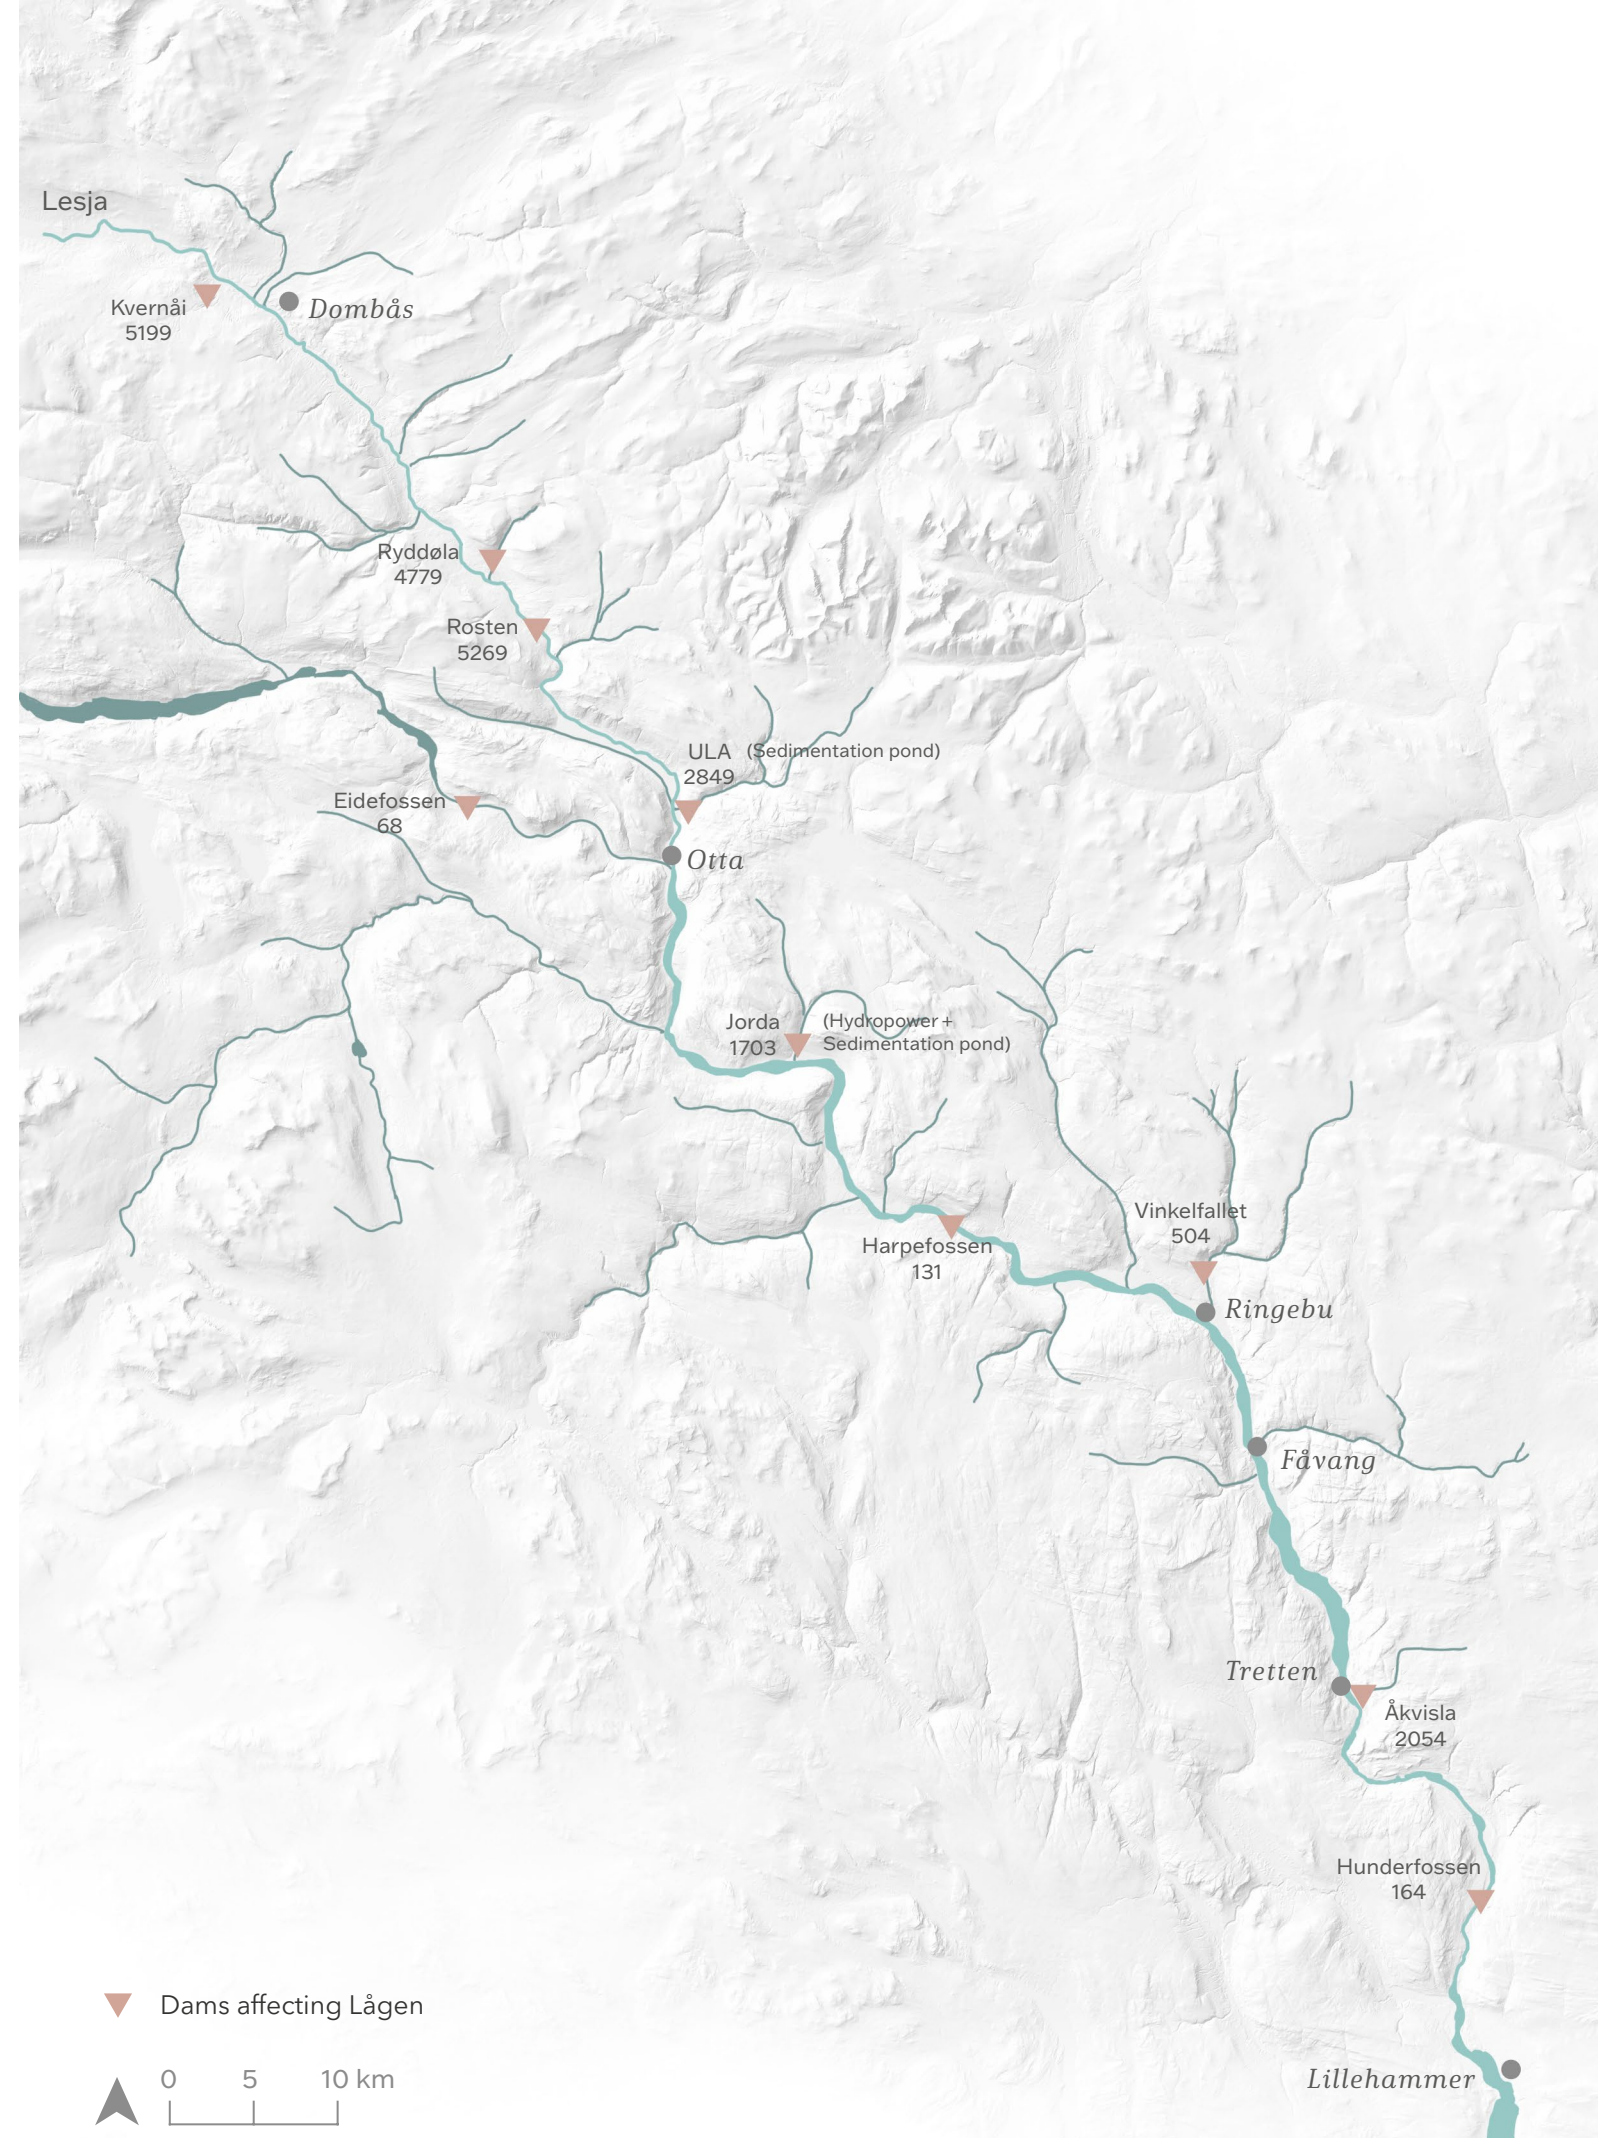 Lesja
Kvernåi
5199
Dombås
Ryddøla
4779
Rosten
5269
ULA (Sedimentation pond)
2849
Eidefossen
68
Otta
Jorda
1703
(Hydropower +
Sedimentation pond)
Vinkelfallet
504
Harpefossen
131
Ringebu
Fåvang
Tretten
Åkvisla
2054
Hunderfossen
164
Dams affecting Lågen
0 5 10 km
Lillehammer